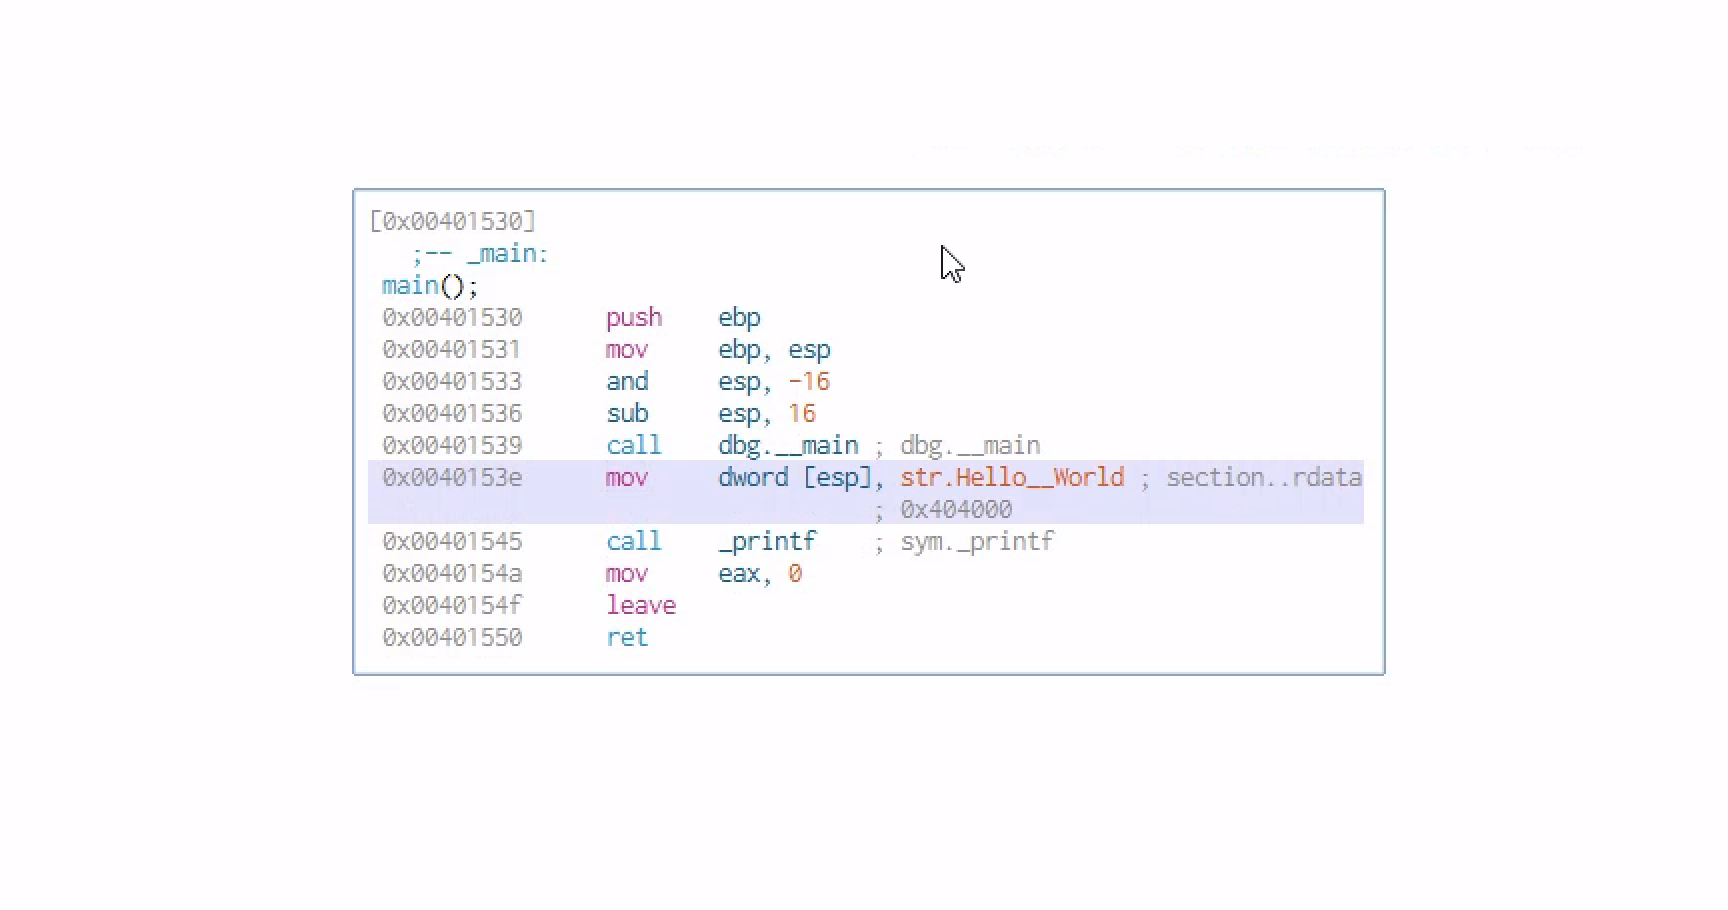 [0x00401530]
;-- _main:
main();
0x00401530 push ebp
0x00401531 mov ebp, esp
0x00401533 and esp, -16
0x00401536 sub esp, 16
0x00401539 call dbg.__main ; dbg.__main
0x0040153e mov dword [esp], str.Hello__World ; section..rdata
; 0x404000
0x00401545 call _printf ; sym._printf
0x0040154a mov eax, 0
0x0040154f leave
0x00401550 ret